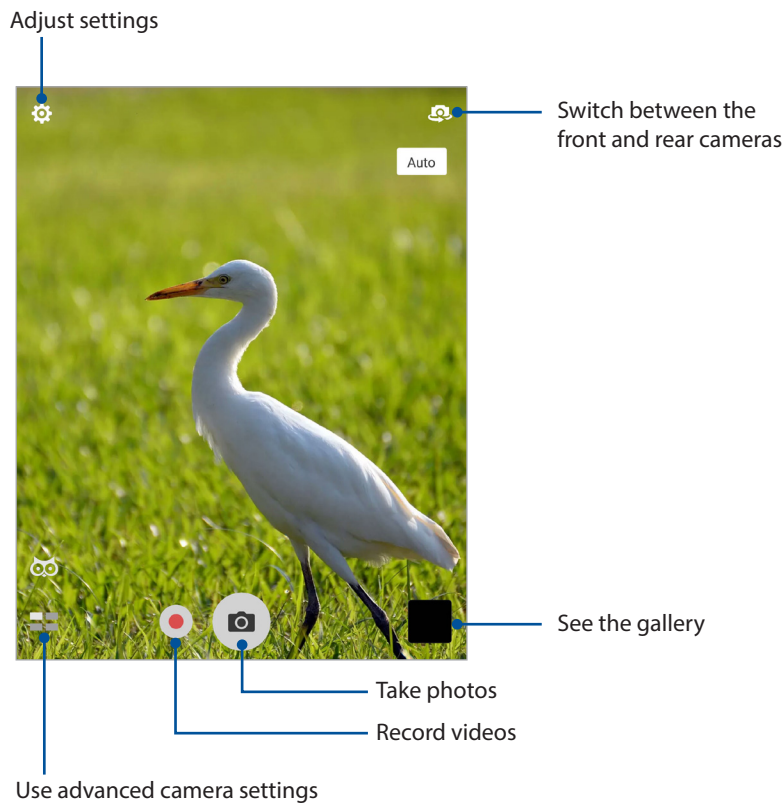 Adjust settings
Switch between the
front and rear cameras
Auto
See the gallery
Take photos
Record videos
Use advanced camera settings